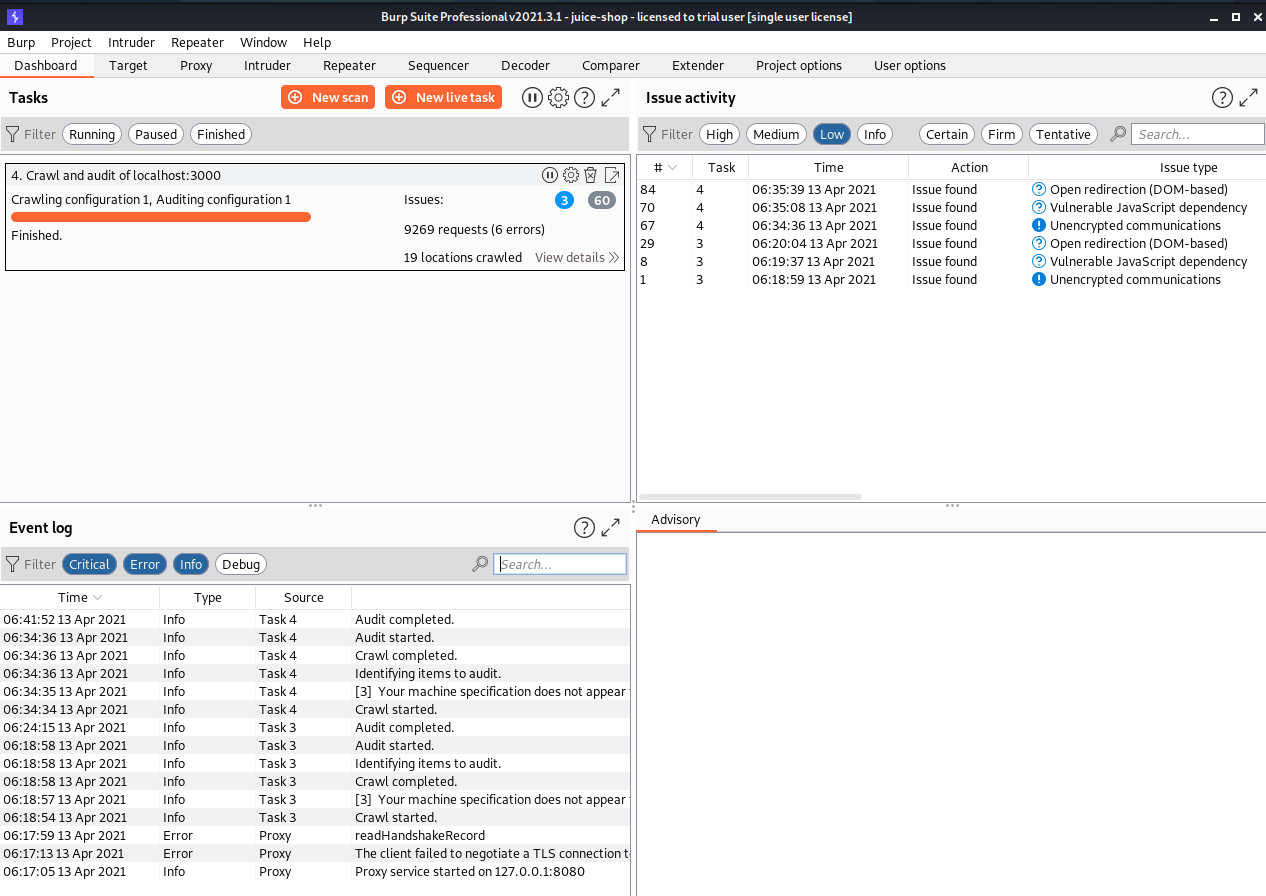 Burp Suite Professional v2021.3.1 - juice-shop - licensed to trial user [single user license]
Burp Project Intruder Repeater Window Help
Dashboard Target Proxy Intruder Repeater Sequencer Decoder Comparer Extender Project options User options
Tasks
New scan
New live task
Filter Running Paused Finished
4. Crawl and audit of localhost:3000
Crawling configuration 1, Auditing configuration 1
Issues: 3 60
9269 requests (6 errors)
Finished.
19 locations crawled View details
Issue activity
Filter High Medium Low Info Certain Firm Tentative Search...
# Task Time Action Issue type
84 4 06:35:39 13 Apr 2021 Issue found Open redirection (DOM-based)
70 4 06:35:08 13 Apr 2021 Issue found Vulnerable JavaScript dependency
67 4 06:34:36 13 Apr 2021 Issue found Unencrypted communications
29 3 06:20:04 13 Apr 2021 Issue found Open redirection (DOM-based)
8 3 06:19:37 13 Apr 2021 Issue found Vulnerable JavaScript dependency
1 3 06:18:59 13 Apr 2021 Issue found Unencrypted communications
Event log
Filter Critical Error Info Debug Search...
Time Type Source
06:41:52 13 Apr 2021 Info Task 4 Audit completed.
06:34:36 13 Apr 2021 Info Task 4 Audit started.
06:34:36 13 Apr 2021 Info Task 4 Crawl completed.
06:34:36 13 Apr 2021 Info Task 4 Identifying items to audit.
06:34:35 13 Apr 2021 Info Task 4 [3] Your machine specification does not appear
06:34:34 13 Apr 2021 Info Task 4 Crawl started.
06:24:15 13 Apr 2021 Info Task 3 Audit completed.
06:18:58 13 Apr 2021 Info Task 3 Audit started.
06:18:58 13 Apr 2021 Info Task 3 Identifying items to audit.
06:18:58 13 Apr 2021 Info Task 3 Crawl completed.
06:18:57 13 Apr 2021 Info Task 3 [3] Your machine specification does not appear
06:18:54 13 Apr 2021 Info Task 3 Crawl started.
06:17:59 13 Apr 2021 Error Proxy readHandshakeRecord
06:17:13 13 Apr 2021 Error Proxy The client failed to negotiate a TLS connection t
06:17:05 13 Apr 2021 Info Proxy Proxy service started on 127.0.0.1:8080
Advisory